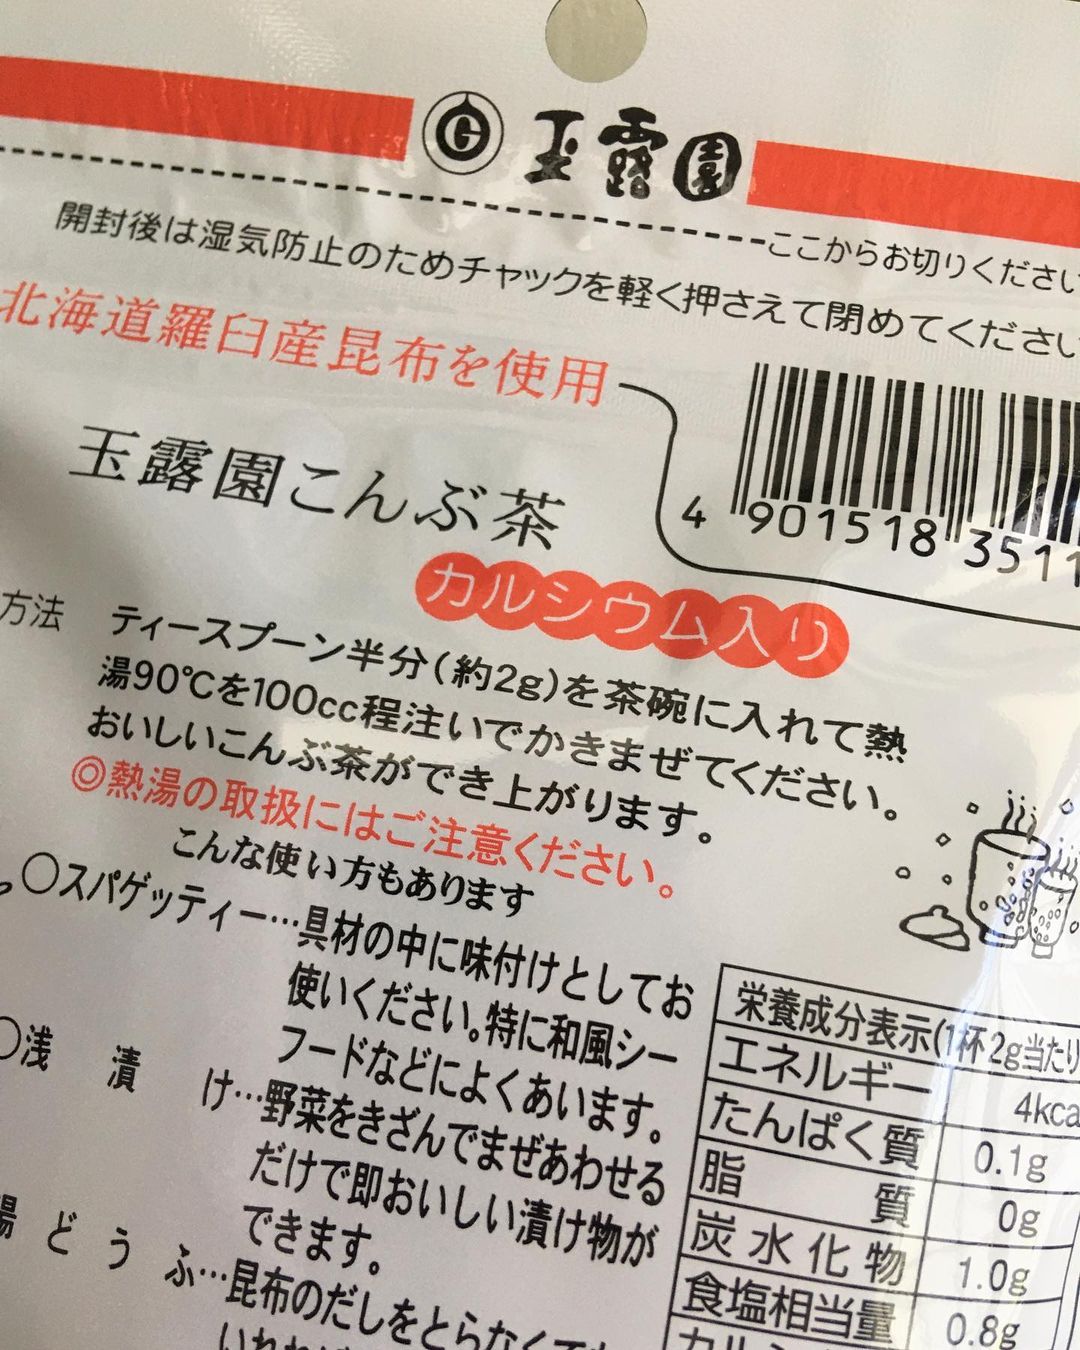 玉露園
ここからお切りください
開封後は湿気防止のためチャックを軽く押さえて閉めてください
北海道羅臼産昆布を使用
玉露園こんぶ茶
カルシウム入り
4 901518 3511
方法 ティースプーン半分(約2g)を茶碗に入れて熱
湯90℃を100cc程注いでかきまぜてください。
おいしいこんぶ茶ができ上がります。
◎熱湯の取扱にはご注意ください。
こんな使い方もあります
○スパゲッティー…具材の中に味付けとしてお
使いください。特に和風シー
フードなどによくあいます。
○浅漬け…野菜をきざんでまぜあわせる
だけで即おいしい漬け物が
できます。
湯どうふ…昆布のだしをとらなくても
栄養成分表示(1杯2g当たり
エネルギー 4kca
たんぱく質 0.1g
脂質 0g
炭水化物 1.0g
食塩相当量 0.8g